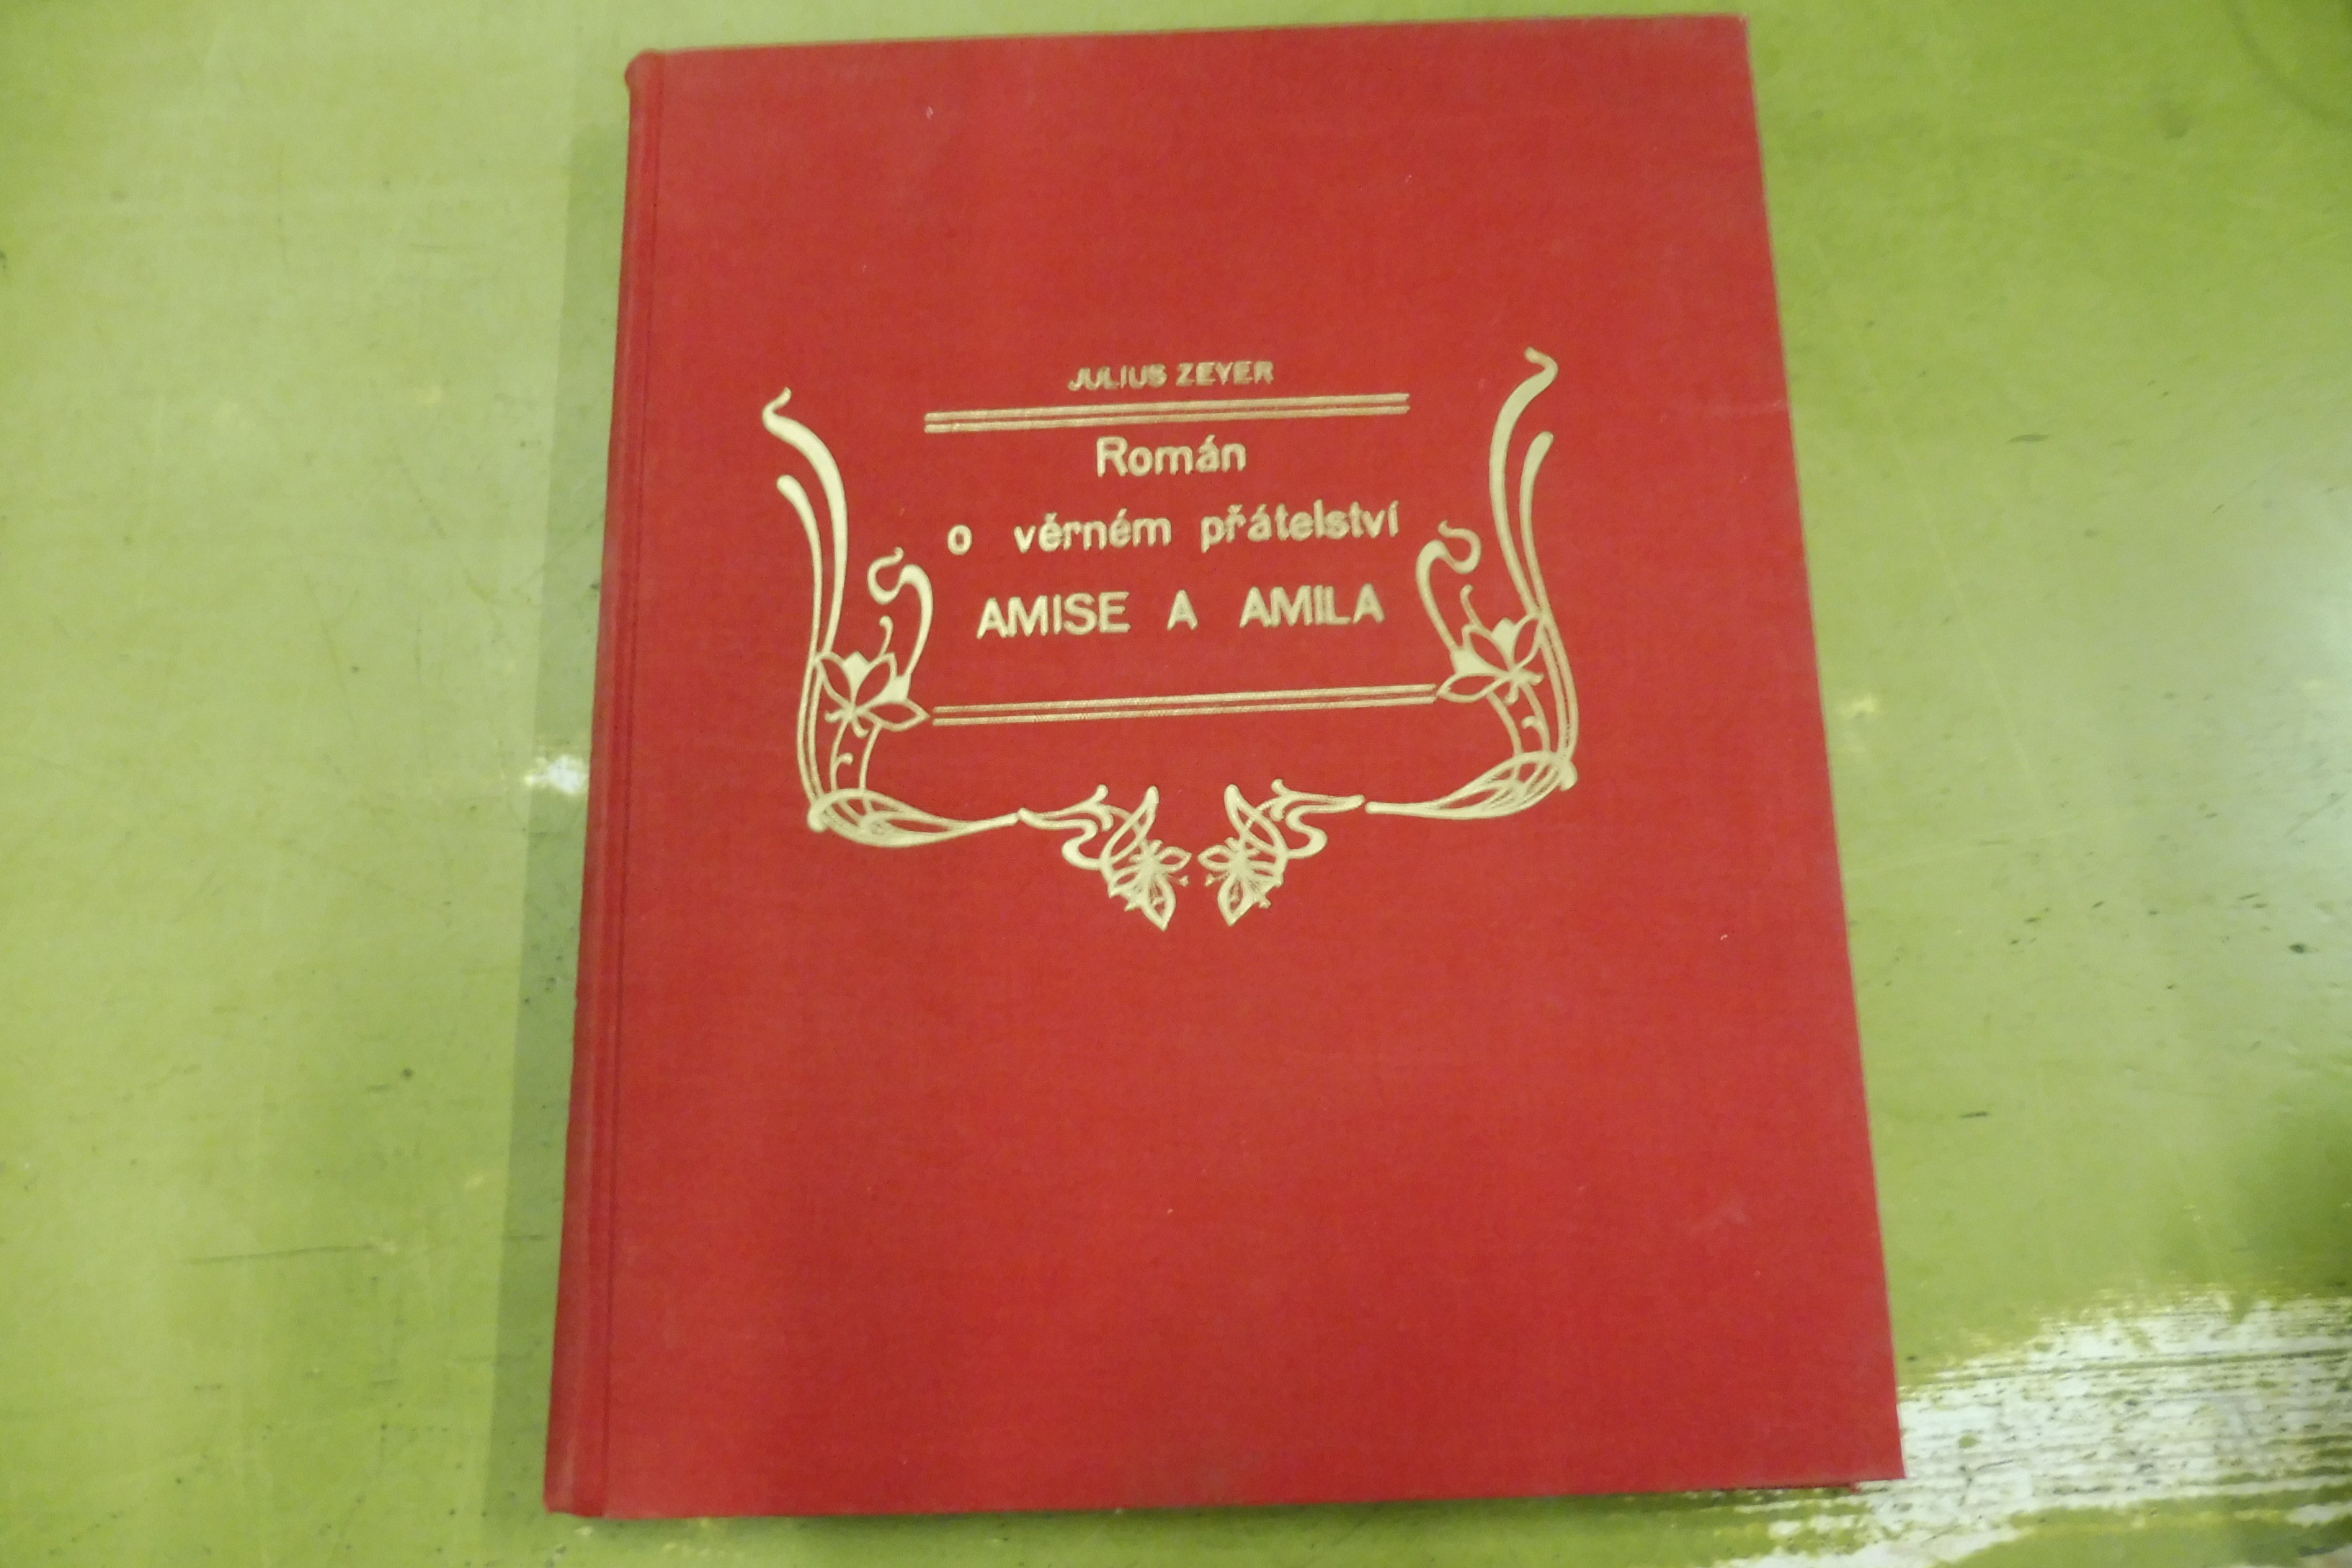 JULIUS ZEYER
Román
o věrném přátelství
AMISE A AMILA